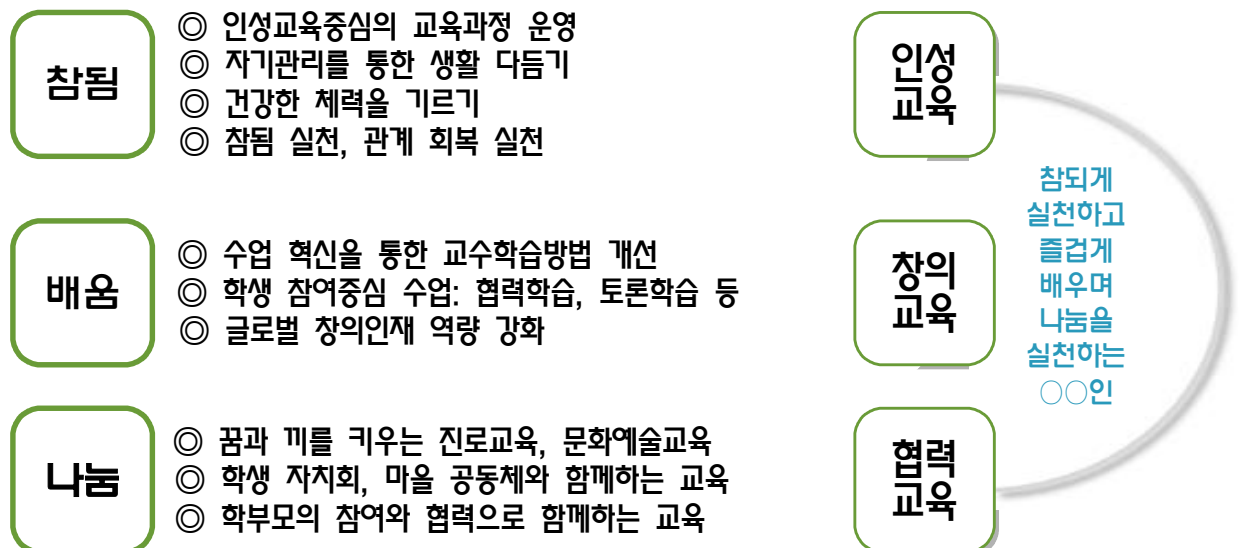 참됨
◎ 인성교육중심의 교육과정 운영
◎ 자기관리를 통한 생활 다듬기
◎ 건강한 체력을 기르기
◎ 참됨 실천, 관계 회복 실천
인성
교육
배움
◎ 수업 혁신을 통한 교수학습방법 개선
◎ 학생 참여중심 수업: 협력학습, 토론학습 등
◎ 글로벌 창의인재 역량 강화
창의
교육
나눔
◎ 꿈과 끼를 키우는 진로교육, 문화예술교육
◎ 학생 자치회, 마을 공동체와 함께하는 교육
◎ 학부모의 참여와 협력으로 함께하는 교육
협력
교육
참되게
실천하고
즐겁게
배우며
나눔을
실천하는
○○인